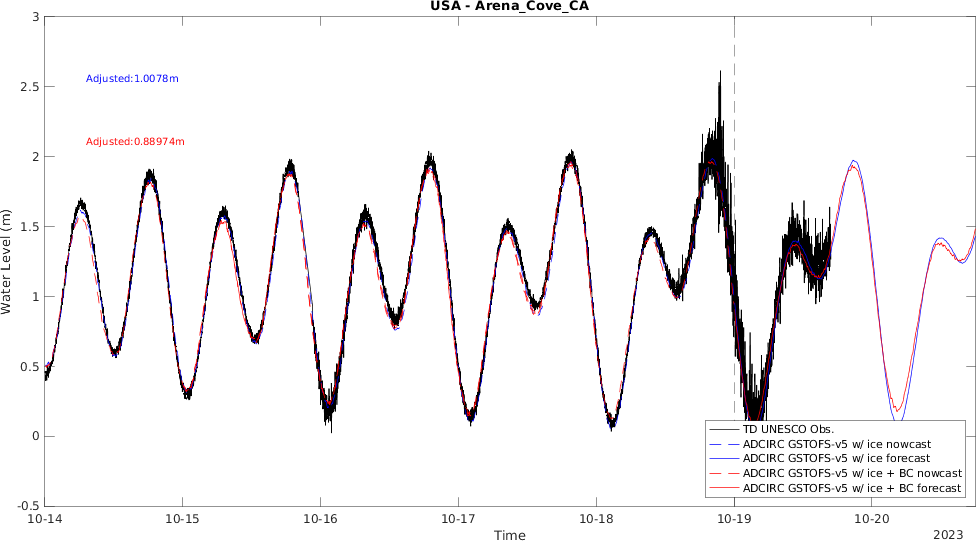 USA - Arena_Cove_CA
3
2.5
2
1.5
1
0.5
0
-0.5
Water Level (m)
Adjusted:1.0078m
Adjusted:0.88974m
TD UNESCO Obs.
ADCIRC GSTOFS-v5 w/ ice nowcast
ADCIRC GSTOFS-v5 w/ ice forecast
ADCIRC GSTOFS-v5 w/ ice + BC nowcast
ADCIRC GSTOFS-v5 w/ ice + BC forecast
10-14 10-15 10-16 10-17 10-18 10-19 10-20
Time
2023